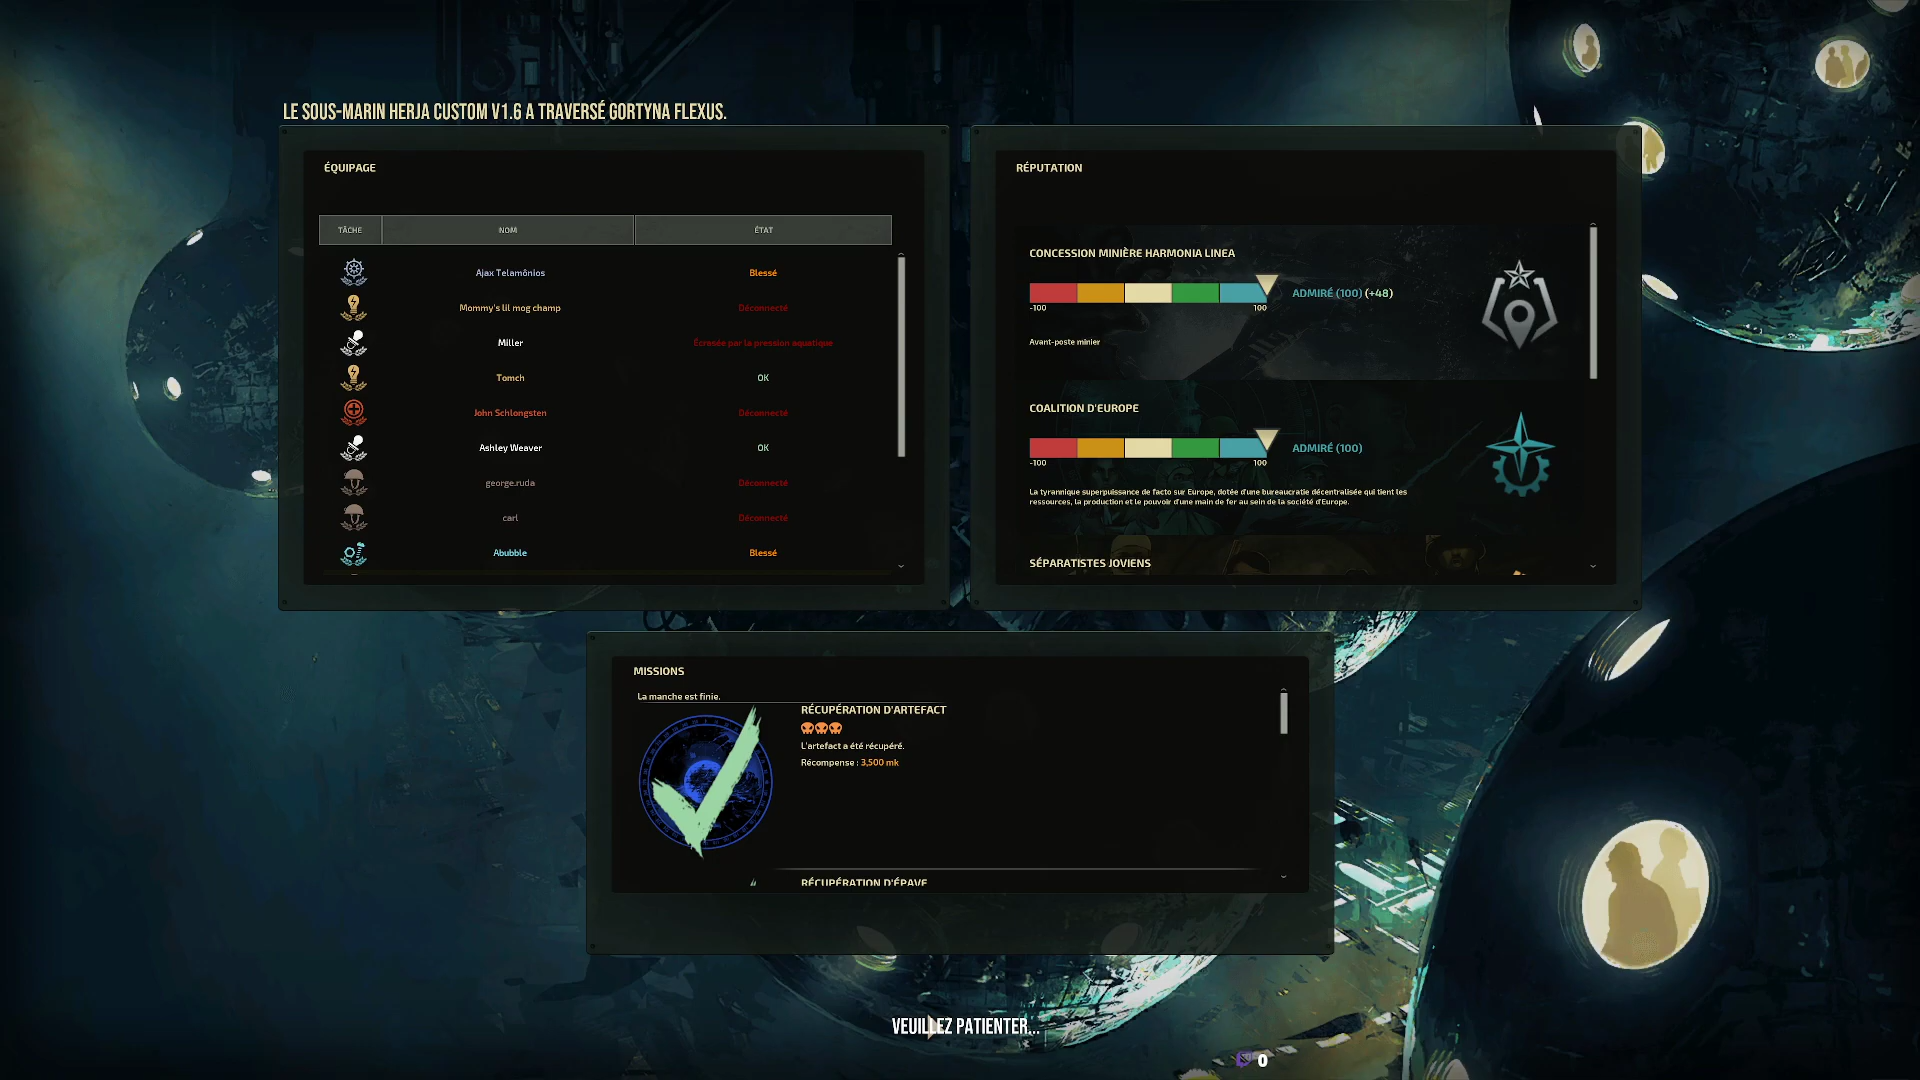 LE SOUS-MARIN HERJA CUSTOM V1.6 A TRAVERSÉ GORTYNA FLEXUS.
ÉQUIPAGE
TÂCHE NOM ÉTAT
Ajax Telamônios Blessé
Mommy's lil mog champ Déconnecté
Miller Écrasée par la pression aquatique
Tomch OK
John Schlongsten Déconnecté
Ashley Weaver OK
george.ruda Déconnecté
carl Déconnecté
Abubble Blessé
RÉPUTATION
CONCESSION MINIÈRE HARMONIA LINEA
ADMIRÉ (100) (+48)
-100 100
Avant-poste minier
COALITION D'EUROPE
ADMIRÉ (100)
-100 100
La tyrannique superpuissance de facto sur Europe, dotée d'une bureaucratie décentralisée qui tient les
ressources, la production et le pouvoir d'une main de fer au sein de la société d'Europe.
SÉPARATISTES JOVIENS
MISSIONS
La manche est finie.
RÉCUPÉRATION D'ARTEFACT
L'artefact a été récupéré.
Récompense : 3,500 mk
RÉCUPÉRATION D'ÉPAVE
VEUILLEZ PATIENTER...
0